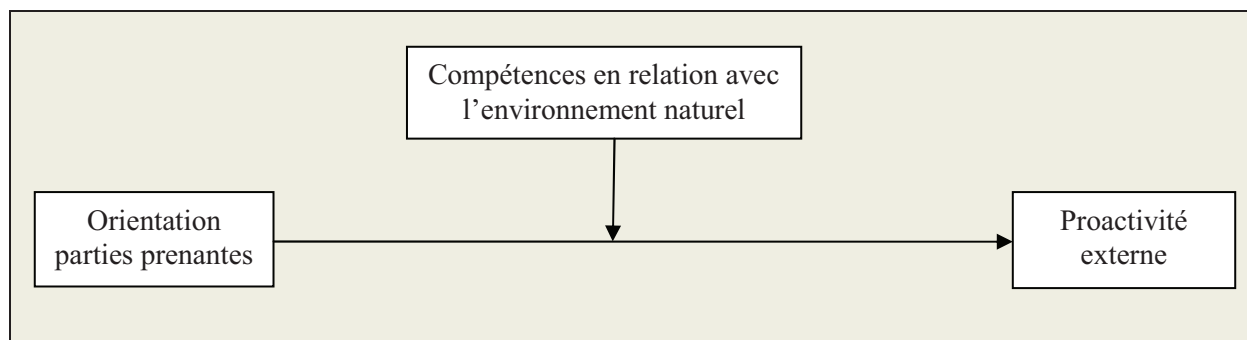 Compétences en relation avec
l’environnement naturel
Orientation
parties prenantes
Proactivité
externe